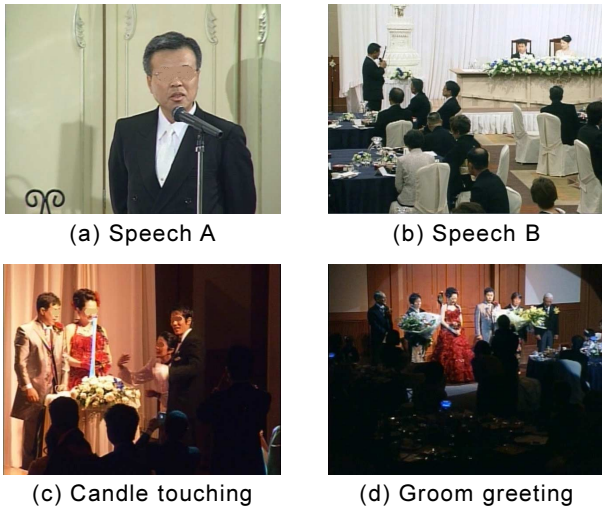 (a) Speech A
(b) Speech B
(c) Candle touching
(d) Groom greeting